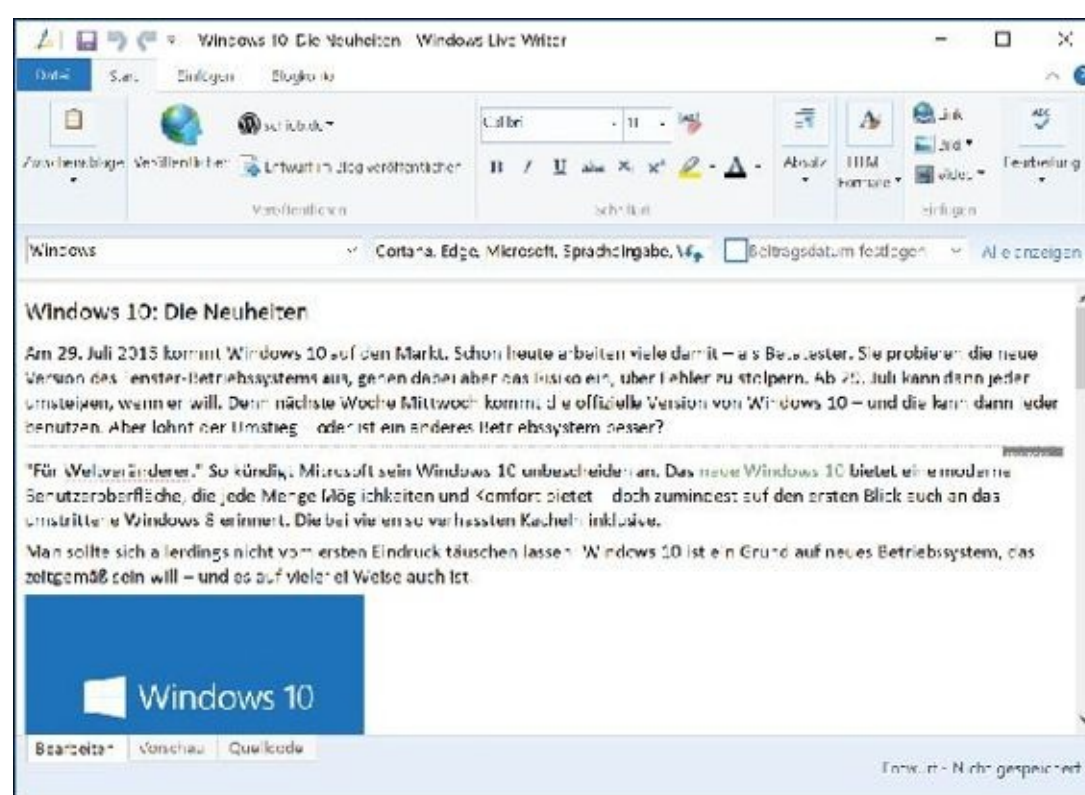 Windows 10: Die Neuheiten - Windows Live Writer
Datei Start Einfügen Blogkonto
Zwischenablage Veröffentlichen schieb.de Entwurf im Blog veröffentlichen
Calibri 11
B I U abc X₂ X² A
Absatz HTML Formate Link Bild Video Bearbeitung
Veröffentlichen Schriftart Einfügen
Windows Cortana, Edge, Microsoft, Spracheingabe, Beitragsdatum festlegen Alle anzeigen
Windows 10: Die Neuheiten
Am 29. Juli 2015 kommt Windows 10 auf den Markt. Schon heute arbeiten viele damit – als Betatester. Sie probieren die neue
Version des Fenster-Betriebssystems aus, gehen dabei aber das Risiko ein, über Fehler zu stolpern. Ab 29. Juli kann dann jeder
umsteigen, wenn er will. Denn nächste Woche Mittwoch kommt die offizielle Version von Windows 10 – und die kann dann jeder
benutzen. Aber lohnt der Umstieg – oder ist ein anderes Betriebssystem besser?
"Für Weltveränderer." So kündigt Microsoft sein Windows 10 unbescheiden an. Das neue Windows 10 bietet eine moderne
Benutzeroberfläche, die jede Menge Möglichkeiten und Komfort bietet – doch zumindest auf den ersten Blick auch an das
umstrittene Windows 8 erinnert. Die bei vielen so verhassten Kacheln inklusive.
Man sollte sich allerdings nicht vom ersten Eindruck täuschen lassen: Windows 10 ist ein Grund auf neues Betriebssystem, das
zeitgemäß sein will – und es auf vielerlei Weise auch ist.
Windows 10
Bearbeiten Vorschau Quellcode
Entwurf - Nicht gespeichert